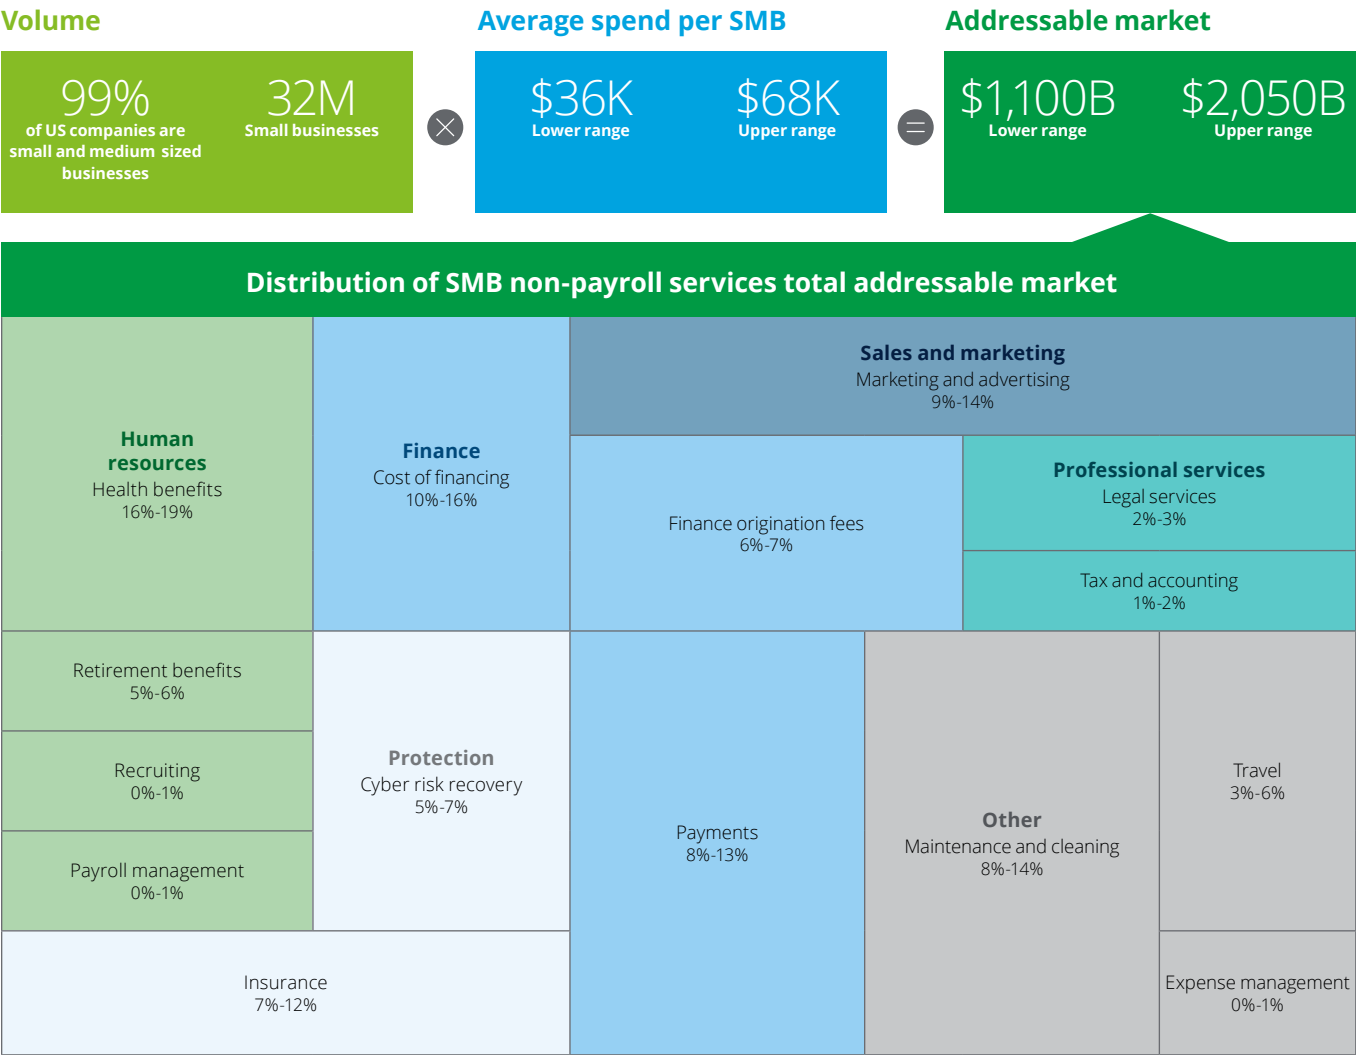 Volume
Average spend per SMB
Addressable market
99%
of US companies are
small and medium sized
businesses
32M
Small businesses
$36K
Lower range
$68K
Upper range
$1,100B
Lower range
$2,050B
Upper range
Distribution of SMB non-payroll services total addressable market
Human
resources
Health benefits
16%-19%
Finance
Cost of financing
10%-16%
Sales and marketing
Marketing and advertising
9%-14%
Finance origination fees
6%-7%
Professional services
Legal services
2%-3%
Tax and accounting
1%-2%
Retirement benefits
5%-6%
Recruiting
0%-1%
Payroll management
0%-1%
Protection
Cyber risk recovery
5%-7%
Insurance
7%-12%
Payments
8%-13%
Other
Maintenance and cleaning
8%-14%
Travel
3%-6%
Expense management
0%-1%